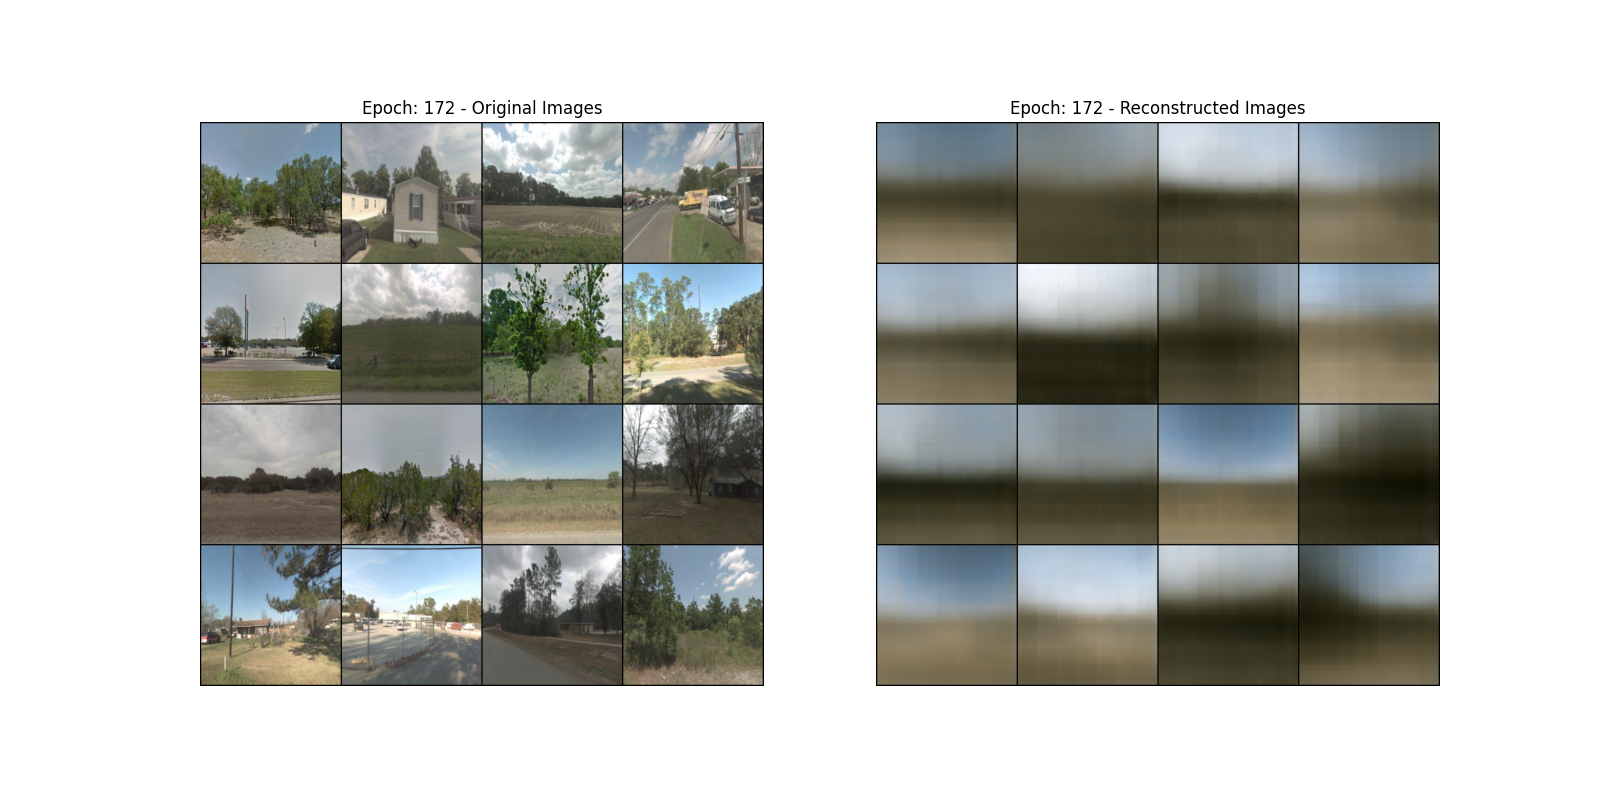 Epoch: 172 - Original Images
Epoch: 172 - Reconstructed Images